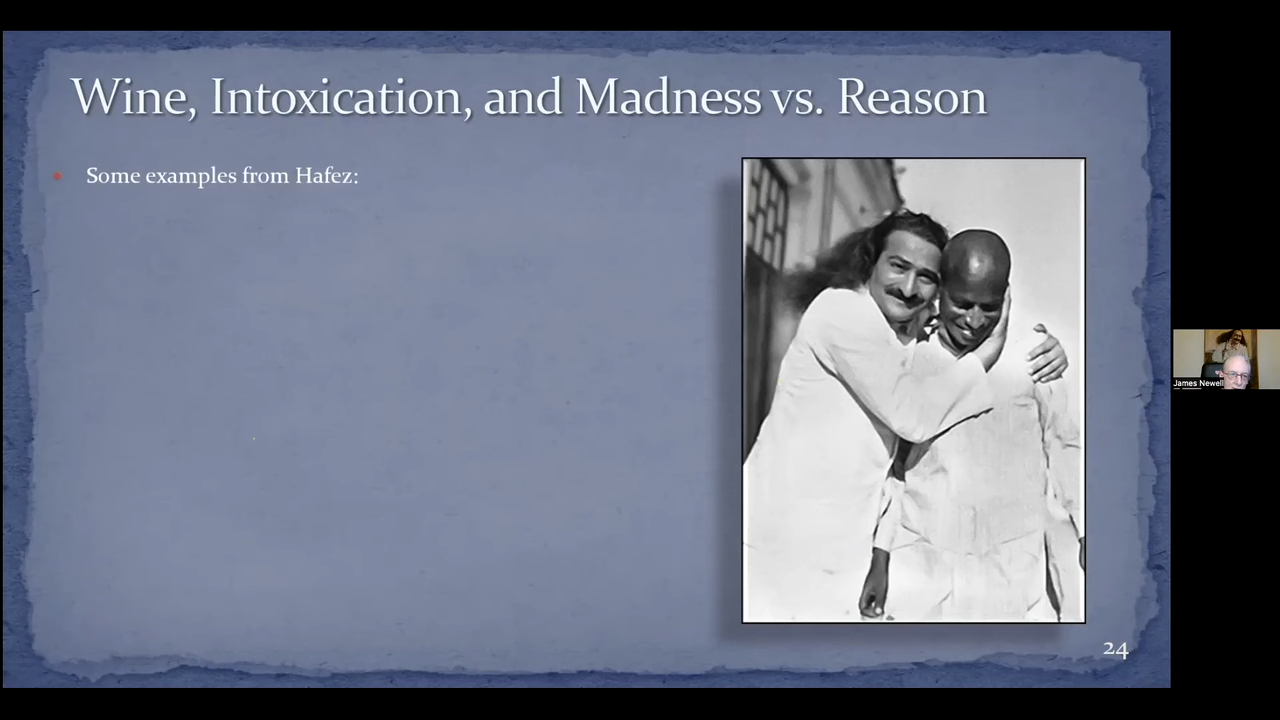 Wine, Intoxication, and Madness vs. Reason
Some examples from Hafez:
James Newell
24